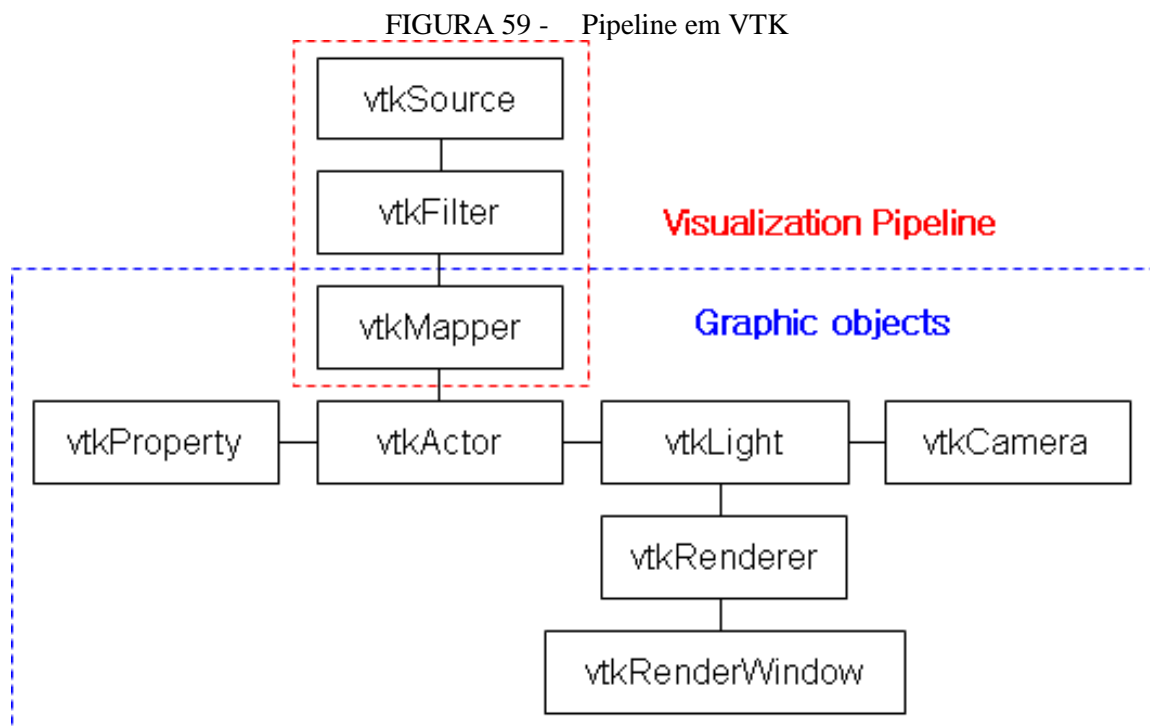 FIGURA 59 - Pipeline em VTK
vtkSource
vtkFilter
Visualization Pipeline
vtkMapper
Graphic objects
vtkProperty
vtkActor
vtkLight
vtkCamera
vtkRenderer
vtkRenderWindow